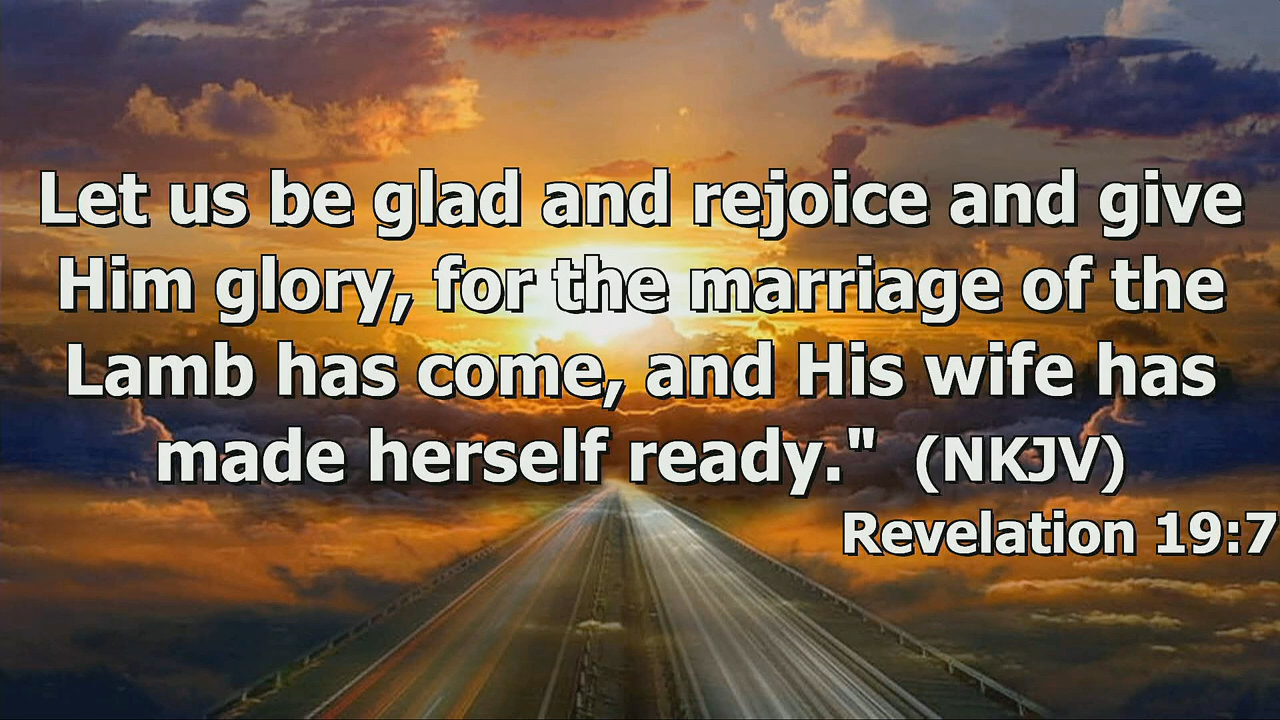 Let us be glad and rejoice and give
Him glory, for the marriage of the
Lamb has come, and His wife has
made herself ready."  (NKJV)
Revelation 19:7